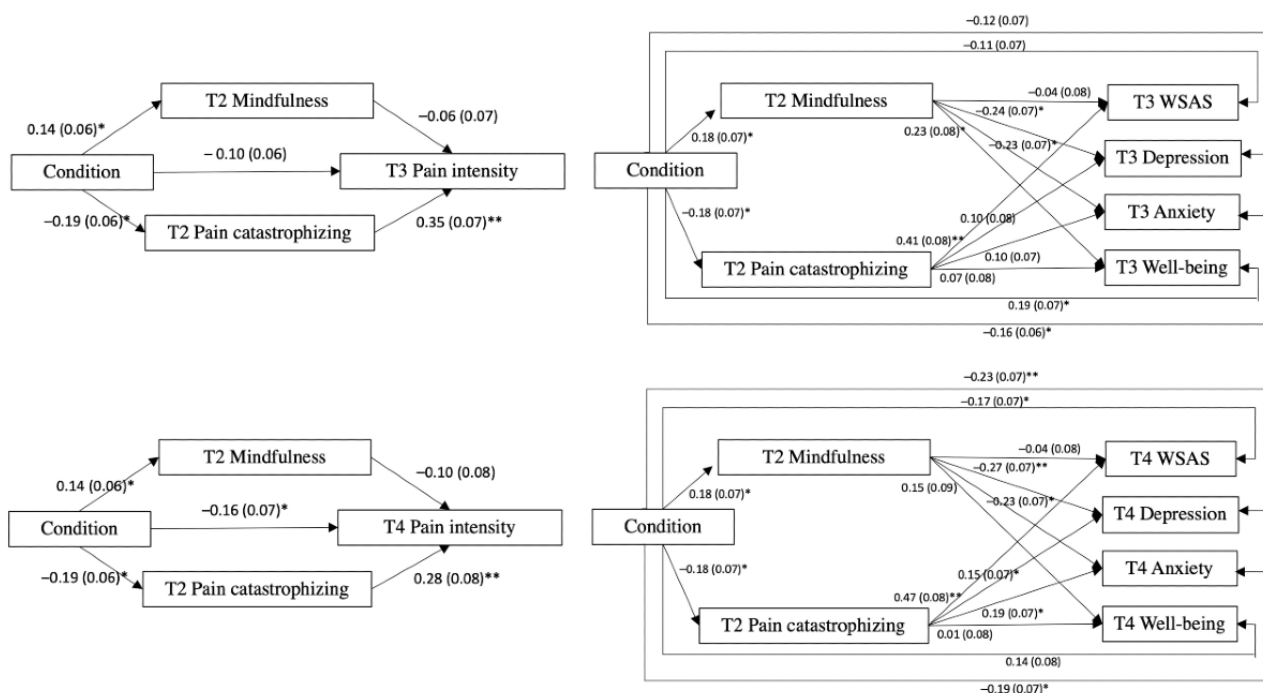 T2 Mindfulness
0.14 (0.06)*
−0.06 (0.07)
− 0.10 (0.06)
Condition
T3 Pain intensity
−0.19 (0.06)*
0.35 (0.07)**
T2 Pain catastrophizing
−0.12 (0.07)
−0.11 (0.07)
T2 Mindfulness
−0.04 (0.08)
T3 WSAS
−0.24 (0.07)*
0.18 (0.07)*
0.23 (0.08)*
−0.23 (0.07)*
T3 Depression
Condition
−0.18 (0.07)*
0.10 (0.08)
T3 Anxiety
0.41 (0.08)**
0.10 (0.07)
T2 Pain catastrophizing
0.07 (0.08)
T3 Well-being
0.19 (0.07)*
−0.16 (0.06)*
T2 Mindfulness
0.14 (0.06)*
−0.10 (0.08)
−0.16 (0.07)*
Condition
T4 Pain intensity
−0.19 (0.06)*
0.28 (0.08)**
T2 Pain catastrophizing
−0.23 (0.07)**
−0.17 (0.07)*
T2 Mindfulness
−0.04 (0.08)
T4 WSAS
−0.27 (0.07)**
0.18 (0.07)*
0.15 (0.09)
−0.23 (0.07)*
T4 Depression
Condition
−0.18 (0.07)*
0.15 (0.07)*
T4 Anxiety
0.47 (0.08)**
0.19 (0.07)*
T2 Pain catastrophizing
0.01 (0.08)
T4 Well-being
0.14 (0.08)
−0.19 (0.07)*